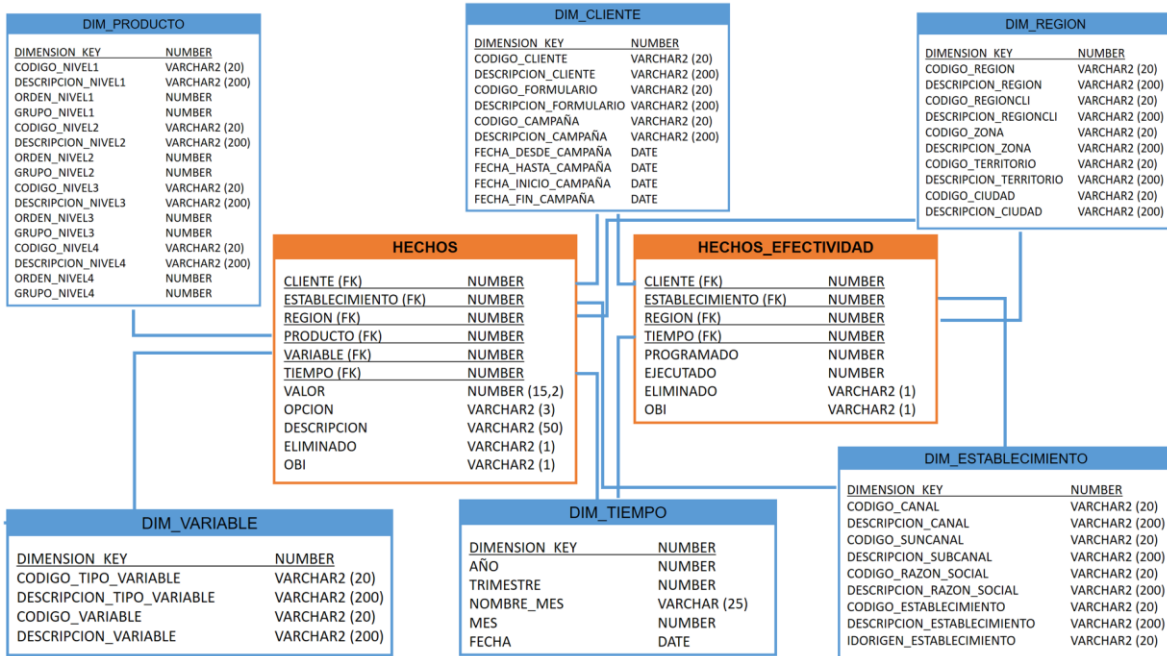 DIM_PRODUCTO
DIMENSION_KEY NUMBER
CODIGO_NIVEL1 VARCHAR2 (20)
DESCRIPCION_NIVEL1 VARCHAR2 (200)
ORDEN_NIVEL1 NUMBER
GRUPO_NIVEL1 NUMBER
CODIGO_NIVEL2 VARCHAR2 (20)
DESCRIPCION_NIVEL2 VARCHAR2 (200)
ORDEN_NIVEL2 NUMBER
GRUPO_NIVEL2 NUMBER
CODIGO_NIVEL3 VARCHAR2 (20)
DESCRIPCION_NIVEL3 VARCHAR2 (200)
ORDEN_NIVEL3 NUMBER
GRUPO_NIVEL3 NUMBER
CODIGO_NIVEL4 VARCHAR2 (20)
DESCRIPCION_NIVEL4 VARCHAR2 (200)
ORDEN_NIVEL4 NUMBER
GRUPO_NIVEL4 NUMBER
DIM_CLIENTE
DIMENSION_KEY NUMBER
CODIGO_CLIENTE VARCHAR2 (20)
DESCRIPCION_CLIENTE VARCHAR2 (200)
CODIGO_FORMULARIO VARCHAR2 (20)
DESCRIPCION_FORMULARIO VARCHAR2 (200)
CODIGO_CAMPAÑA VARCHAR2 (20)
DESCRIPCION_CAMPAÑA VARCHAR2 (200)
FECHA_DESDE_CAMPAÑA DATE
FECHA_HASTA_CAMPAÑA DATE
FECHA_INICIO_CAMPAÑA DATE
FECHA_FIN_CAMPAÑA DATE
DIM_REGION
DIMENSION_KEY NUMBER
CODIGO_REGION VARCHAR2 (20)
DESCRIPCION_REGION VARCHAR2 (200)
CODIGO_REGIONCLI VARCHAR2 (20)
DESCRIPCION_REGIONCLI VARCHAR2 (200)
CODIGO_ZONA VARCHAR2 (20)
DESCRIPCION_ZONA VARCHAR2 (200)
CODIGO_TERRITORIO VARCHAR2 (20)
DESCRIPCION_TERRITORIO VARCHAR2 (200)
CODIGO_CIUDAD VARCHAR2 (20)
DESCRIPCION_CIUDAD VARCHAR2 (200)
HECHOS
CLIENTE (FK) NUMBER
ESTABLECIMIENTO (FK) NUMBER
REGION (FK) NUMBER
PRODUCTO (FK) NUMBER
VARIABLE (FK) NUMBER
TIEMPO (FK) NUMBER
VALOR NUMBER (15,2)
OPCION VARCHAR2 (3)
DESCRIPCION VARCHAR2 (50)
ELIMINADO VARCHAR2 (1)
OBI VARCHAR2 (1)
HECHOS_EFECTIVIDAD
CLIENTE (FK) NUMBER
ESTABLECIMIENTO (FK) NUMBER
REGION (FK) NUMBER
TIEMPO (FK) NUMBER
PROGRAMADO NUMBER
EJECUTADO NUMBER
ELIMINADO VARCHAR2 (1)
OBI VARCHAR2 (1)
DIM_VARIABLE
DIMENSION_KEY NUMBER
CODIGO_TIPO_VARIABLE VARCHAR2 (20)
DESCRIPCION_TIPO_VARIABLE VARCHAR2 (200)
CODIGO_VARIABLE VARCHAR2 (20)
DESCRIPCION_VARIABLE VARCHAR2 (200)
DIM_TIEMPO
DIMENSION_KEY NUMBER
AÑO NUMBER
TRIMESTRE NUMBER
NOMBRE_MES VARCHAR (25)
MES NUMBER
FECHA DATE
DIM_ESTABLECIMIENTO
DIMENSION_KEY NUMBER
CODIGO_CANAL VARCHAR2 (20)
DESCRIPCION_CANAL VARCHAR2 (200)
CODIGO_SUNCANAL VARCHAR2 (20)
DESCRIPCION_SUBCANAL VARCHAR2 (200)
CODIGO_RAZON_SOCIAL VARCHAR2 (20)
DESCRIPCION_RAZON_SOCIAL VARCHAR2 (200)
CODIGO_ESTABLECIMIENTO VARCHAR2 (20)
DESCRIPCION_ESTABLECIMIENTO VARCHAR2 (200)
IDORIGEN_ESTABLECIMIENTO VARCHAR2 (20)